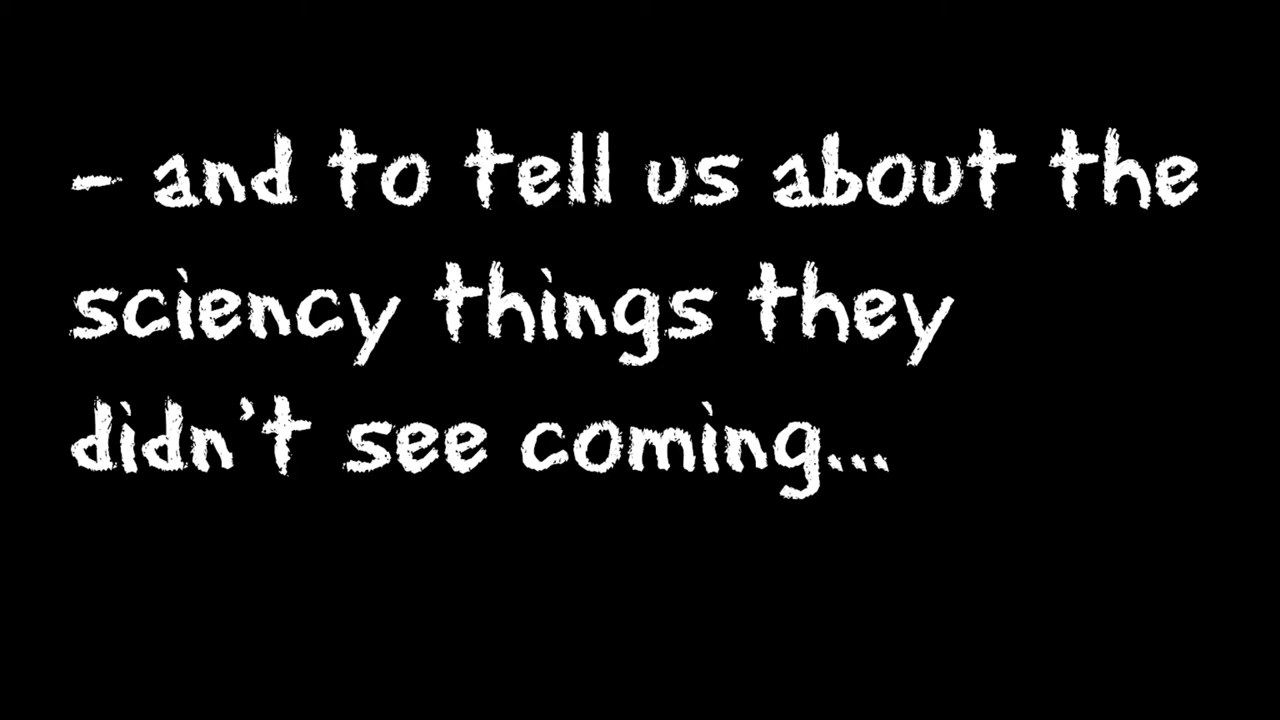 - and to tell us about the
sciency things they
didn't see coming...